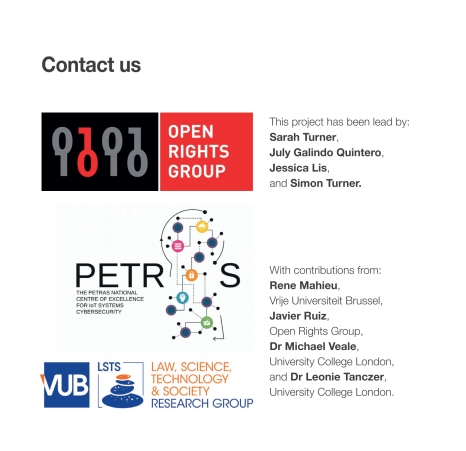 Contact us
0101
1010
OPEN
RIGHTS
GROUP
This project has been lead by:
Sarah Turner,
July Galindo Quintero,
Jessica Lis,
and Simon Turner.
PETR S
THE PETRAS NATIONAL
CENTRE OF EXCELLENCE
FOR IoT SYSTEMS
CYBERSECURITY
With contributions from:
Rene Mahieu,
Vrije Universiteit Brussel,
Javier Ruiz,
Open Rights Group,
Dr Michael Veale,
University College London,
and Dr Leonie Tanczer,
University College London.
VUB
LSTS
LAW, SCIENCE,
TECHNOLOGY
& SOCIETY
RESEARCH GROUP